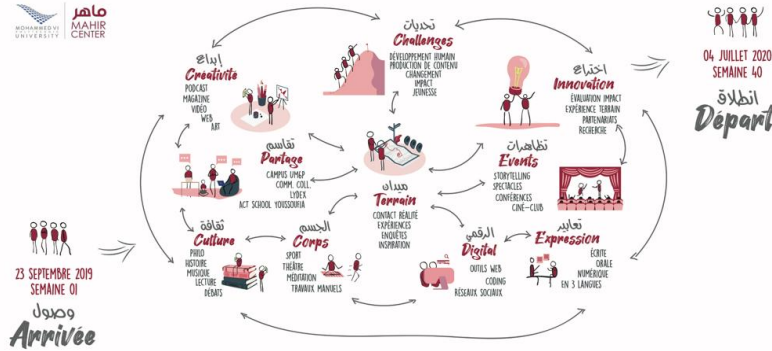 MOHAMMED VI
POLYTECHNIC
UNIVERSITY
ماهر
MAHIR
CENTER
تحديات
Challenges
DÉVELOPPEMENT HUMAIN
PRODUCTION DE CONTENU
CHANGEMENT
IMPACT
JEUNESSE
إبداع
Créativité
PODCAST
MAGAZINE
VIDÉO
WEB
ART
اختراع
Innovation
ÉVALUATION IMPACT
EXPÉRIENCE TERRAIN
PARTENARIATS
RECHERCHE
04 JUILLET 2020
SEMAINE 40
انطلاق
Départ
تقاسم
Partage
CAMPUS UM6P
COMM. COLL.
LYDEX
ACT SCHOOL YOUSSOUFIA
ميدان
Terrain
CONTACT RÉALITÉ
EXPÉRIENCES
ENQUÊTES
INSPIRATION
تظاهرات
Events
STORYTELLING
SPECTACLES
CONFÉRENCES
CINÉ-CLUB
23 SEPTEMBRE 2019
SEMAINE 01
وصول
Arrivée
ثقافة
Culture
PHILO
HISTOIRE
MUSIQUE
LECTURE
DÉBATS
الجسم
Corps
SPORT
THÉÂTRE
MÉDITATION
TRAVAUX MANUELS
الرقمي
Digital
OUTILS WEB
CODING
RÉSEAUX SOCIAUX
تعابير
Expression
ÉCRITE
ORALE
NUMÉRIQUE
EN 3 LANGUES